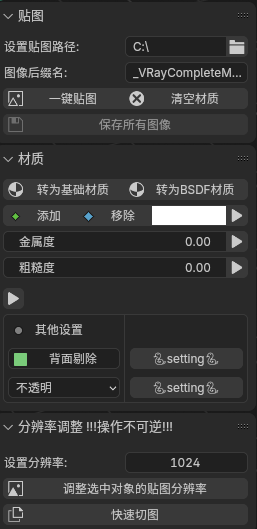 贴图
设置贴图路径: C:\
图像后缀名: _VRayCompleteM...
一键贴图 清空材质
保存所有图像
材质
转为基础材质 转为BSDF材质
添加 移除
金属度 0.00
粗糙度 0.00
其他设置
背面剔除 🐍setting🐍
不透明 🐍setting🐍
分辨率调整 !!!操作不可逆!!!
设置分辨率: 1024
调整选中对象的贴图分辨率
快速切图